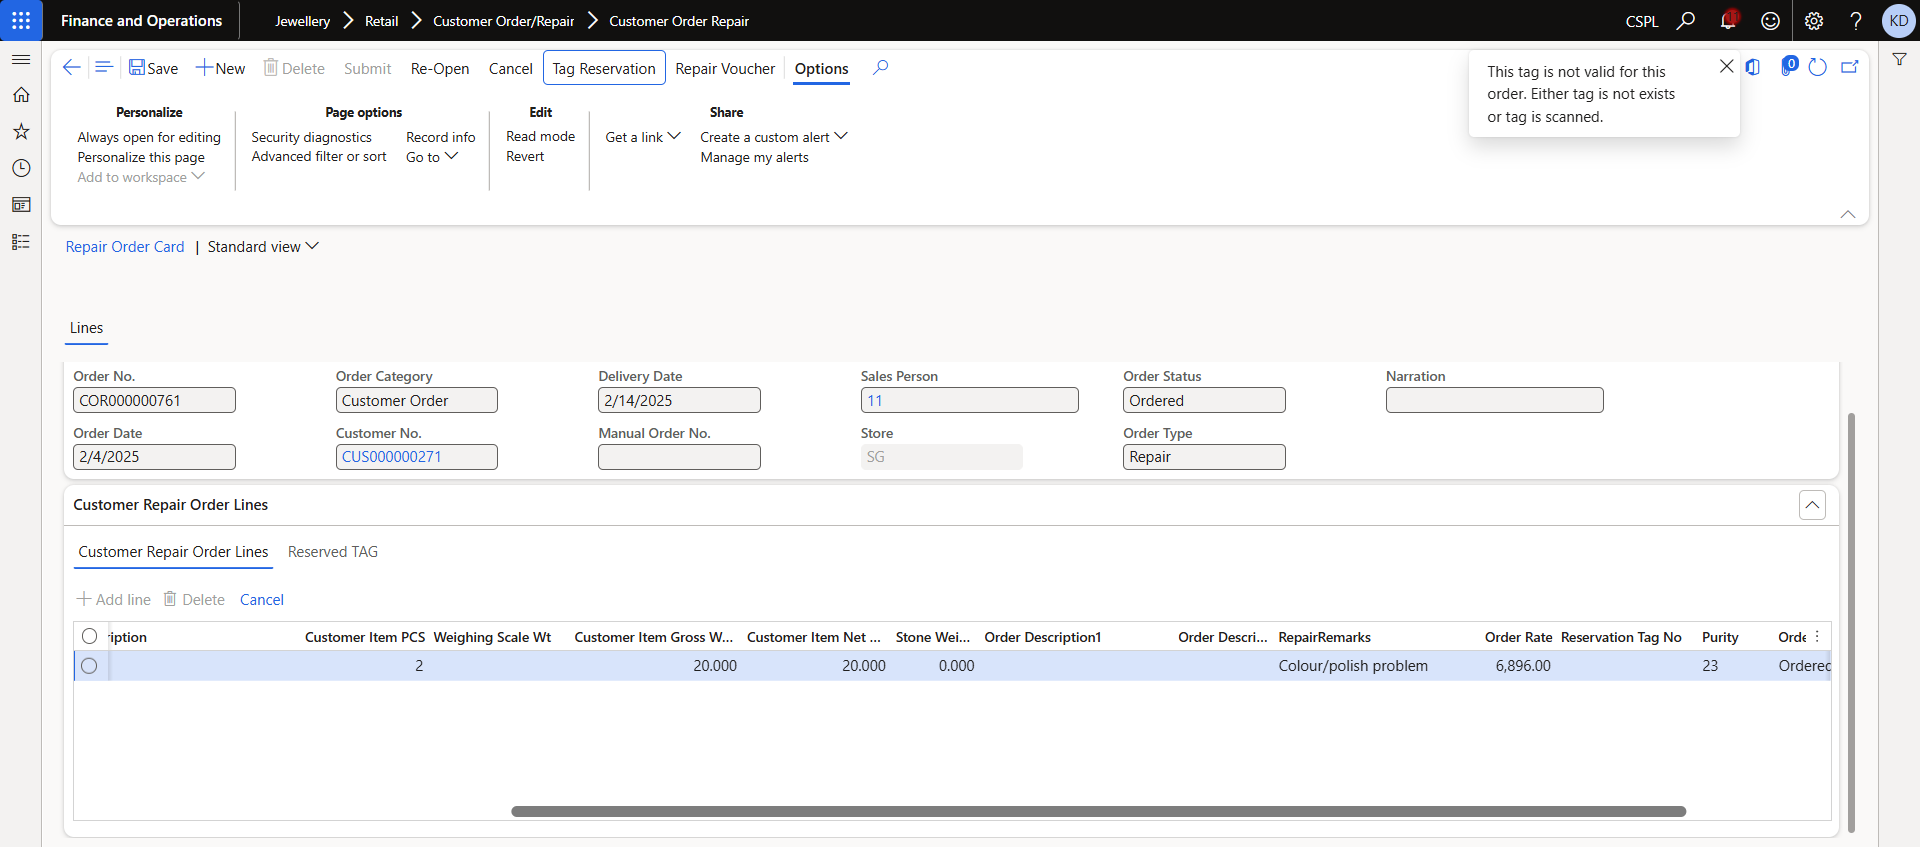 Finance and Operations
Jewellery Retail Customer Order/Repair Customer Order Repair
CSPL
KD
Save New Delete Submit Re-Open Cancel Tag Reservation Repair Voucher Options
0
This tag is not valid for this
order. Either tag is not exists
or tag is scanned.
Personalize
Always open for editing
Personalize this page
Add to workspace
Page options
Security diagnostics
Advanced filter or sort
Record info
Go to
Edit
Read mode
Revert
Get a link
Share
Create a custom alert
Manage my alerts
Repair Order Card | Standard view
Lines
Order No. Order Category Delivery Date Sales Person Order Status Narration
COR000000761 Customer Order 2/14/2025 11 Ordered
Order Date Customer No. Manual Order No. Store Order Type
2/4/2025 CUS000000271 SG Repair
Customer Repair Order Lines
Customer Repair Order Lines Reserved TAG
Add line Delete Cancel
ription Customer Item PCS Weighing Scale Wt Customer Item Gross W... Customer Item Net ... Stone Wei... Order Description1 Order Descri... RepairRemarks Order Rate Reservation Tag No Purity Orde
2 20.000 20.000 0.000 Colour/polish problem 6,896.00 23 Ordered